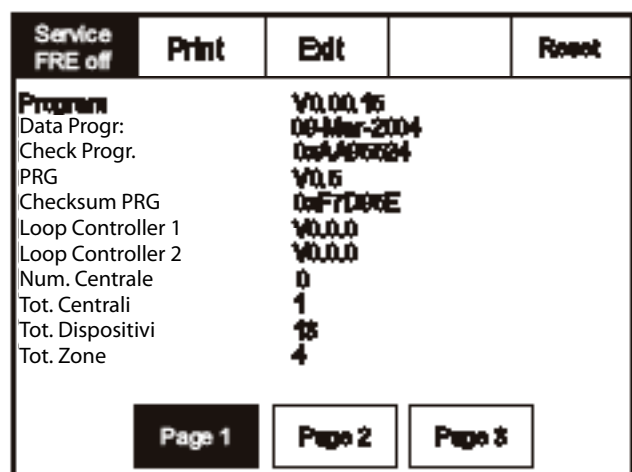 Service Print Exit Reset
FRE off
Program V0.00.15
Data Progr: 09-Mar-2004
Check Progr.
PRG V0.5
Checksum PRG
Loop Controller 1 V0.0.0
Loop Controller 2 V0.0.0
Num. Centrale 0
Tot. Centrali 1
Tot. Dispositivi
Tot. Zone 4
Page 1 Page 2 Page 3